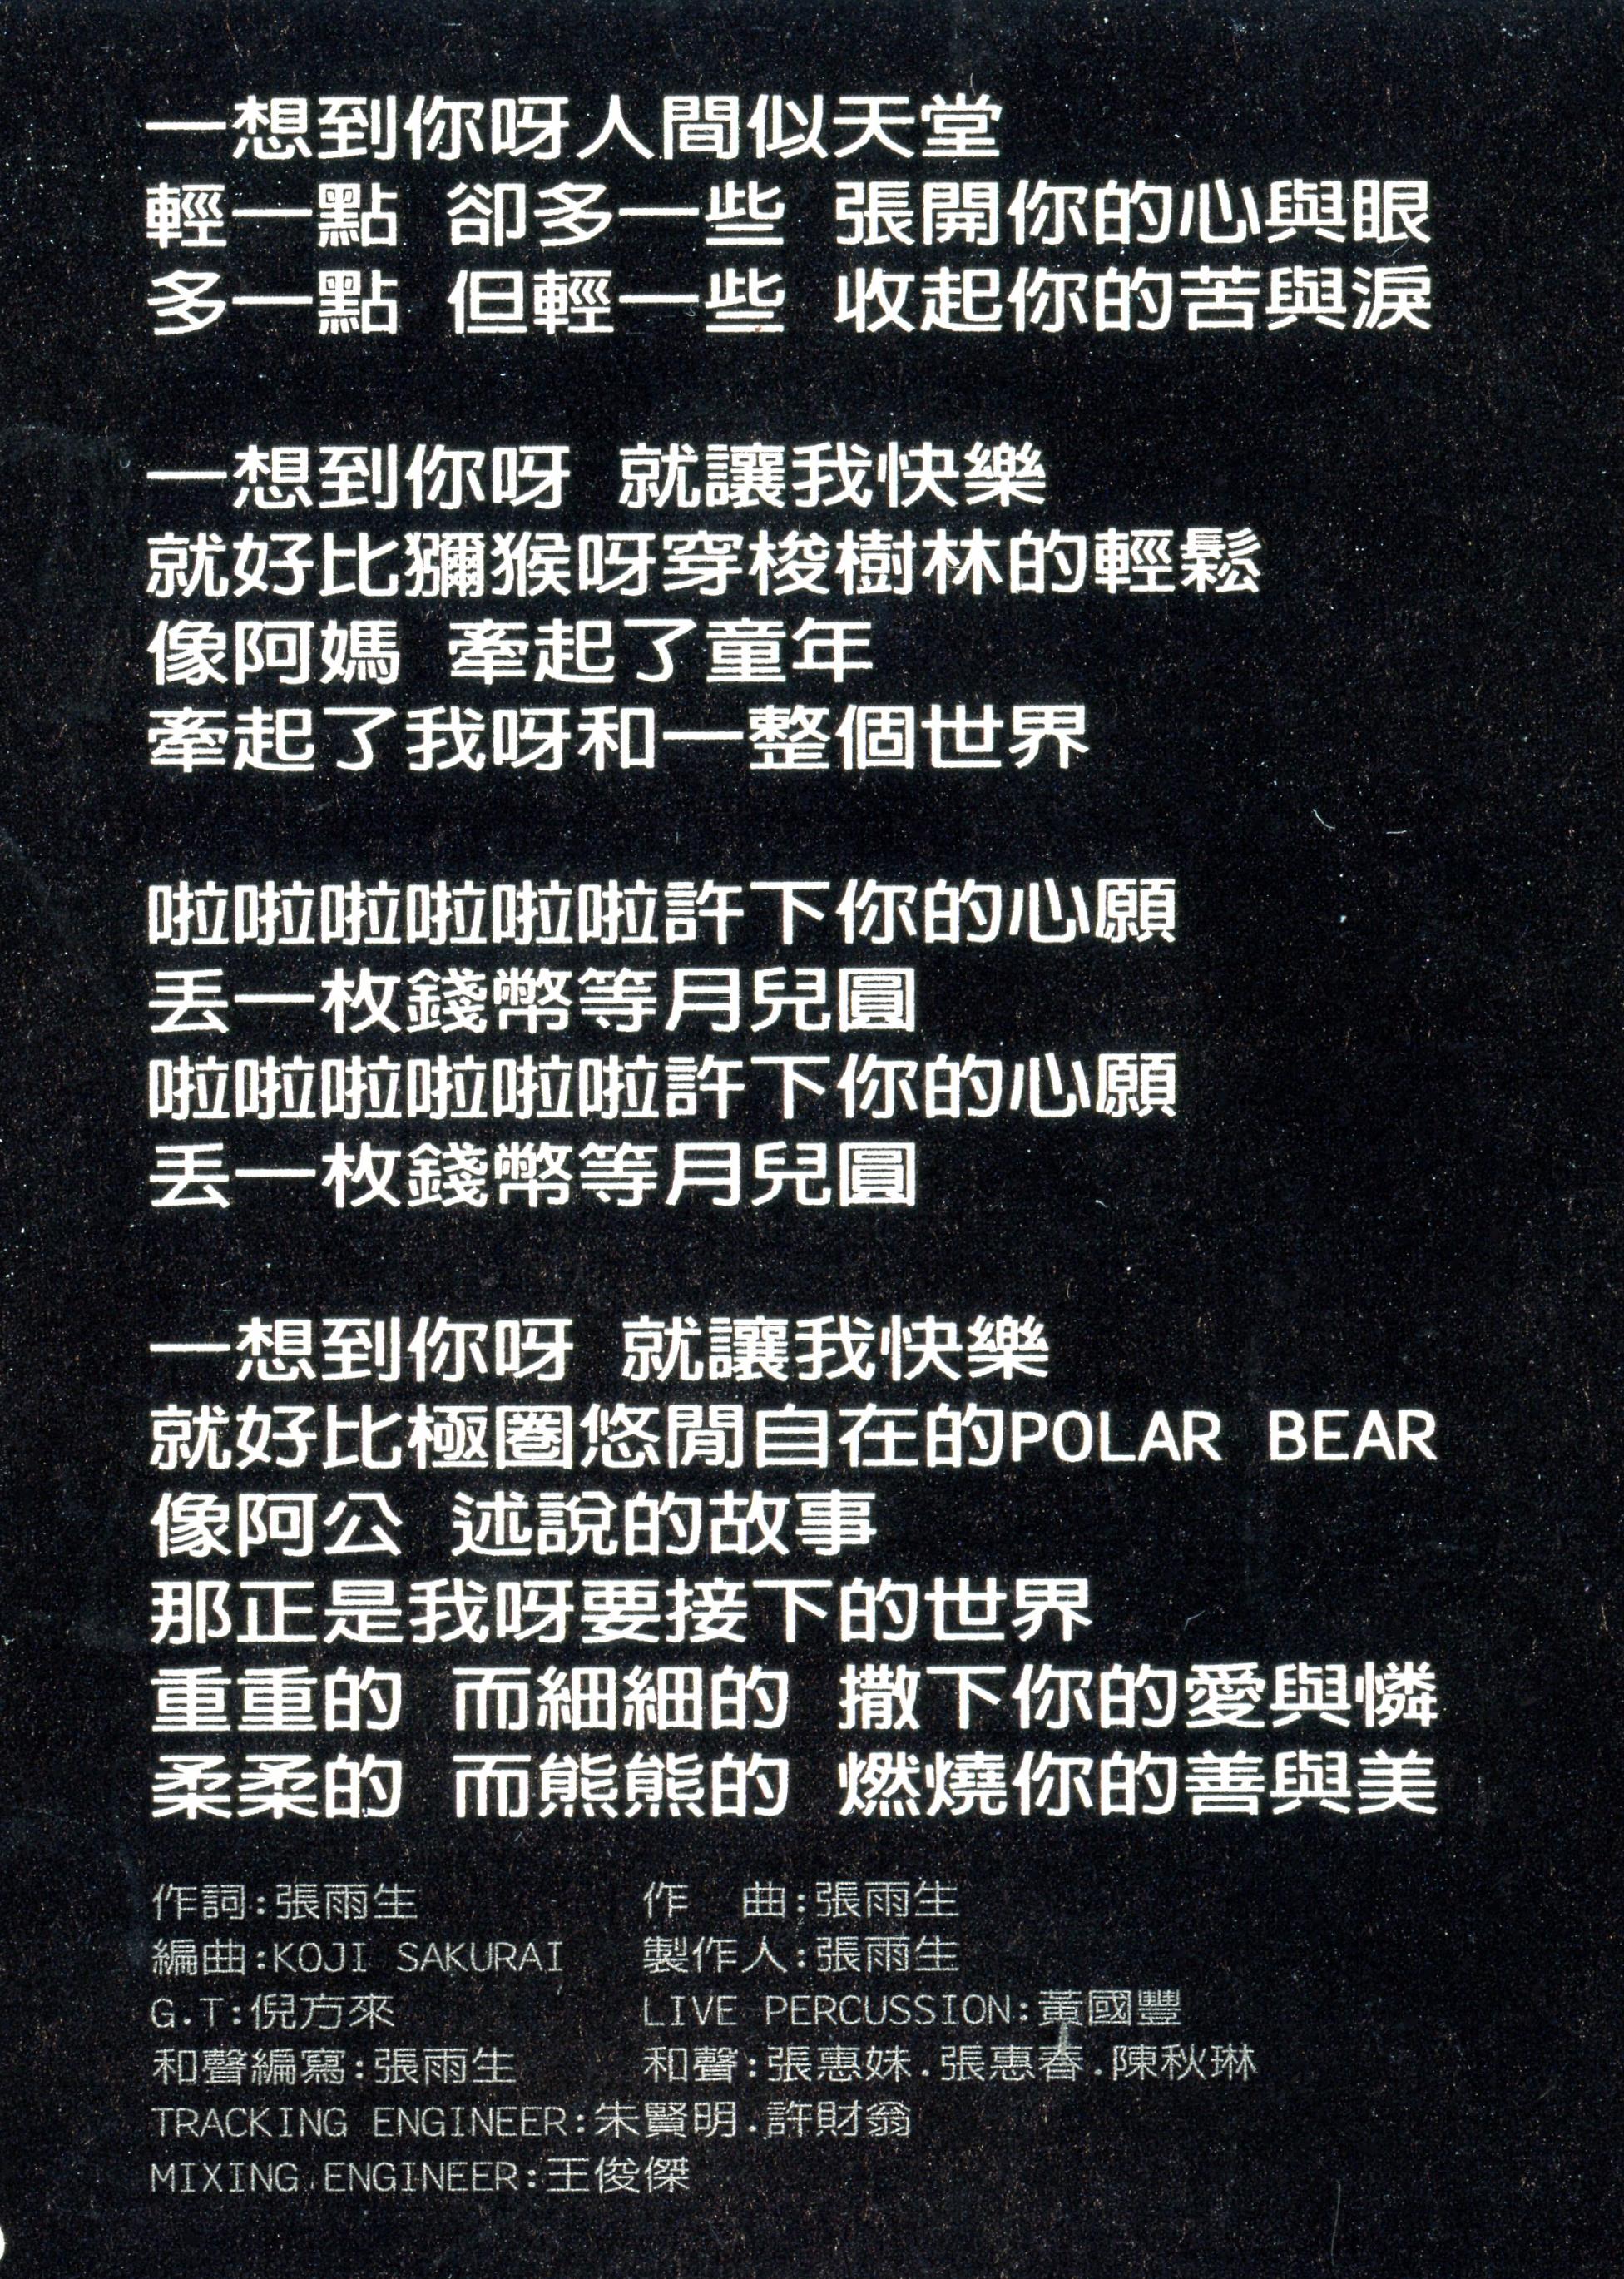 一想到你呀人間似天堂
輕一點 卻多一些 張開你的心與眼
多一點 但輕一些 收起你的苦與淚
一想到你呀 就讓我快樂
就好比獼猴呀穿梭樹林的輕鬆
像阿媽 牽起了童年
牽起了我呀和一整個世界
啦啦啦啦啦啦許下你的心願
丟一枚錢幣等月兒圓
啦啦啦啦啦啦許下你的心願
丟一枚錢幣等月兒圓
一想到你呀 就讓我快樂
就好比極圈悠閒自在的POLAR BEAR
像阿公 述說的故事
那正是我呀要接下的世界
重重的 而細細的 撒下你的愛與憐
柔柔的 而熊熊的 燃燒你的善與美
作詞:張雨生 作 曲:張雨生
編曲:KOJI SAKURAI 製作人:張雨生
G.T:倪方來 LIVE PERCUSSION:黃國豐
和聲編寫:張雨生 和聲:張惠妹.張惠春.陳秋琳
TRACKING ENGINEER:朱賢明.許財翁
MIXING ENGINEER:王俊傑